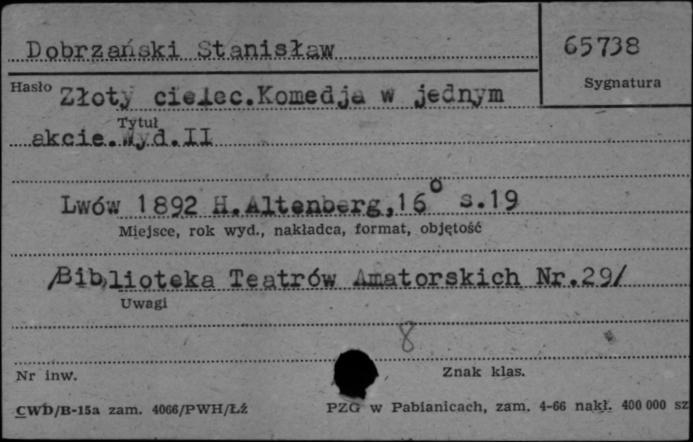 Dobrzański Stanisław
65738
Hasło
Sygnatura
Złoty cielec.Komedja w jednym
Tytuł
akcie.Wyd.II
Lwów 1892 H.Altenberg,16° s.19
Miejsce, rok wyd., nakładca, format, objętość
/Biblioteka Teatrów Amatorskich Nr.29/
Uwagi
8
Nr inw.
Znak klas.
CWD/B-15a zam. 4066/PWH/Łź
PZG w Pabianicach, zam. 4-66 nakł. 400 000 sz